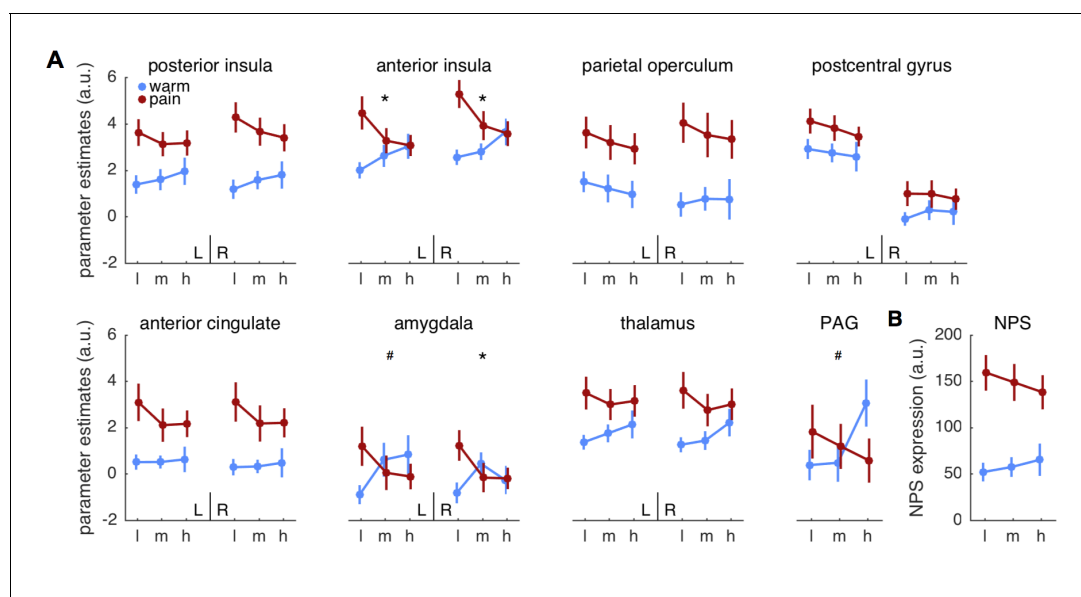 A
posterior insula
anterior insula
parietal operculum
postcentral gyrus
warm
pain
parameter estimates (a.u.)
6
4
2
0
-2
*
*
L R
L R
L R
L R
l m h l m h
l m h l m h
l m h l m h
l m h l m h
anterior cingulate
amygdala
thalamus
PAG
B
NPS
parameter estimates (a.u.)
6
4
2
0
-2
#
*
#
NPS expression (a.u.)
200
150
100
50
0
L R
L R
L R
l m h l m h
l m h l m h
l m h l m h
l m h
l m h